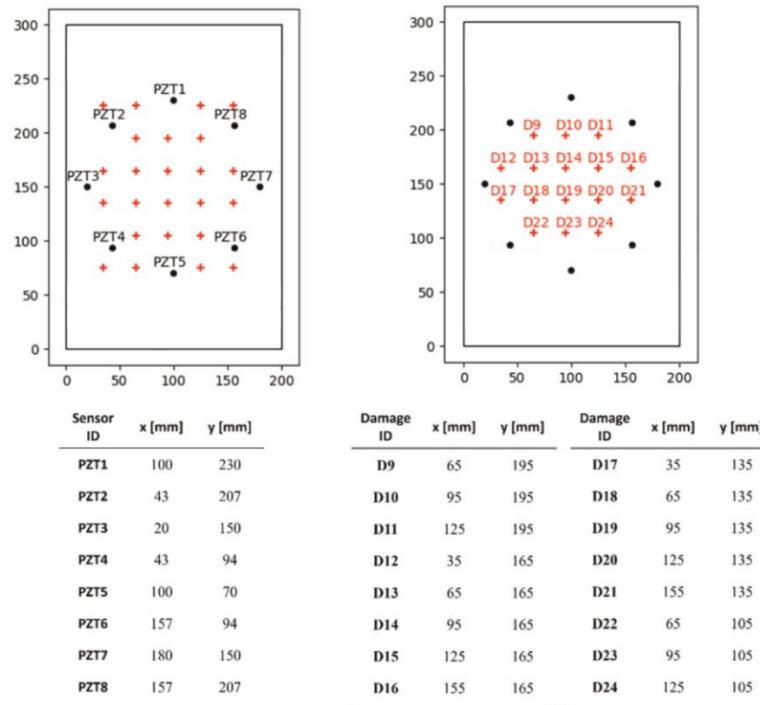 300
250
200
150
100
50
0
0 50 100 150 200
PZT1
PZT2 PZT8
PZT3 PZT7
PZT4 PZT6
PZT5
300
250
200
150
100
50
0
0 50 100 150 200
D9 D10 D11
D12 D13 D14 D15 D16
D17 D18 D19 D20 D21
D22 D23 D24
Sensor ID x [mm] y [mm]
PZT1 100 230
PZT2 43 207
PZT3 20 150
PZT4 43 94
PZT5 100 70
PZT6 157 94
PZT7 180 150
PZT8 157 207
Damage ID x [mm] y [mm] Damage ID x [mm] y [mm]
D9 65 195 D17 35 135
D10 95 195 D18 65 135
D11 125 195 D19 95 135
D12 35 165 D20 125 135
D13 65 165 D21 155 135
D14 95 165 D22 65 105
D15 125 165 D23 95 105
D16 155 165 D24 125 105